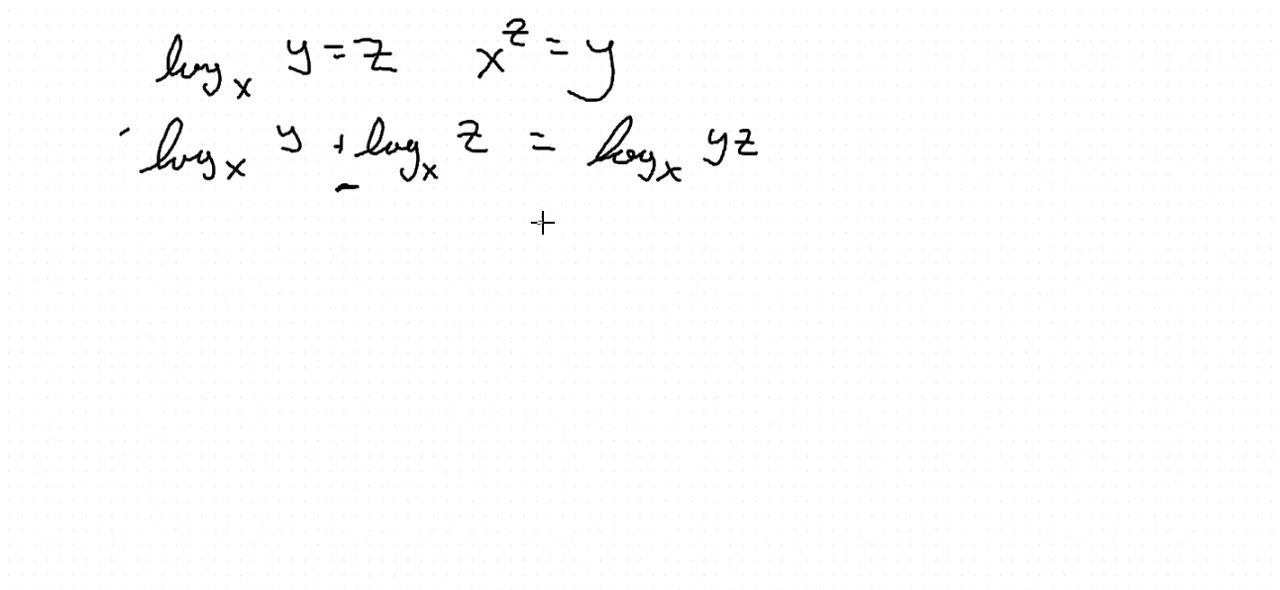 log_x y = z x^z = y
log_x y + log_x z = log_x yz
-